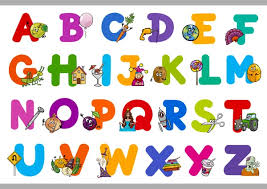 A B C D E F
G H I J K L M
N O P Q R S T
U V W X Y Z